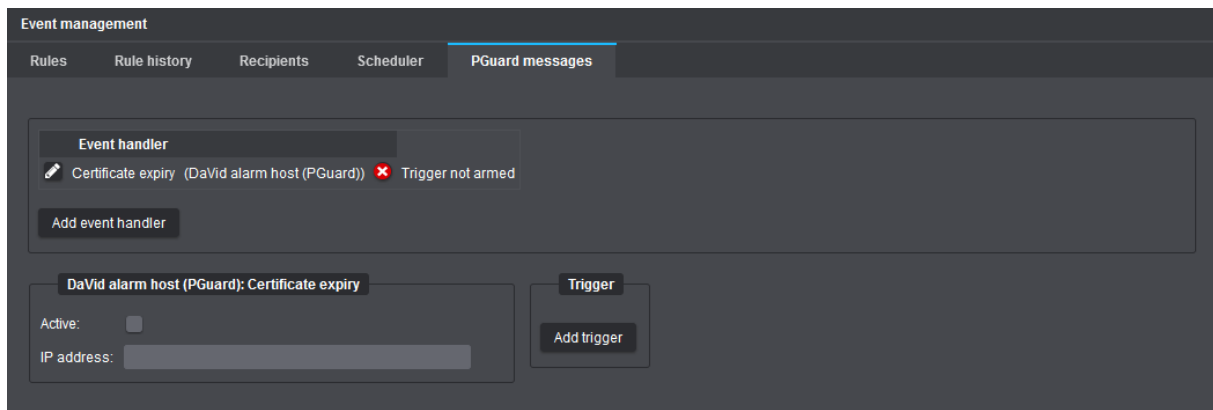 Event management
Rules Rule history Recipients Scheduler PGuard messages
Event handler
Certificate expiry (DaVid alarm host (PGuard)) Trigger not armed
Add event handler
DaVid alarm host (PGuard): Certificate expiry
Trigger
Active:
Add trigger
IP address: